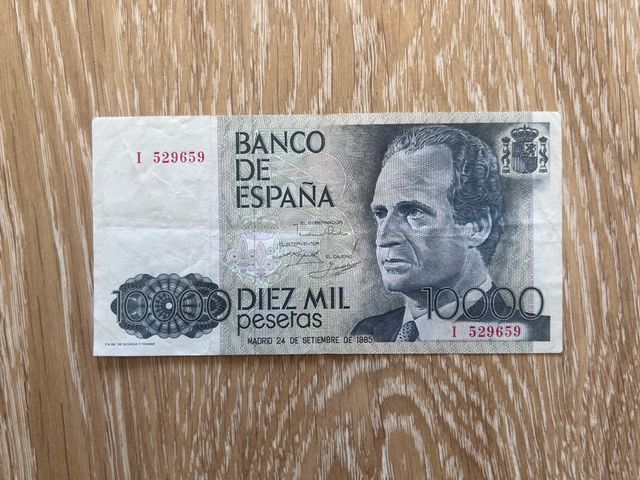 I 529659
BANCO
DE
ESPAÑA
EL GOBERNADOR
EL INTERVENTOR
EL CAJERO
10000
DIEZ MIL
pesetas
10000
I 529659
MADRID 24 DE SETIEMBRE DE 1985